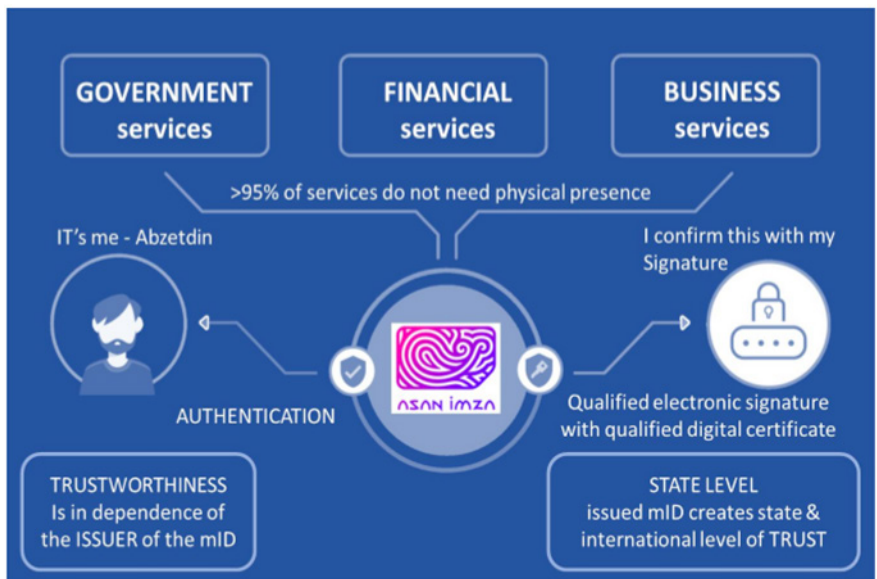 GOVERNMENT
services
FINANCIAL
services
BUSINESS
services
>95% of services do not need physical presence
IT's me - Abzetdin
I confirm this with my
Signature
ASAN İMZA
AUTHENTICATION
Qualified electronic signature
with qualified digital certificate
TRUSTWORTHINESS
Is in dependence of
the ISSUER of the mID
STATE LEVEL
issued mID creates state &
international level of TRUST